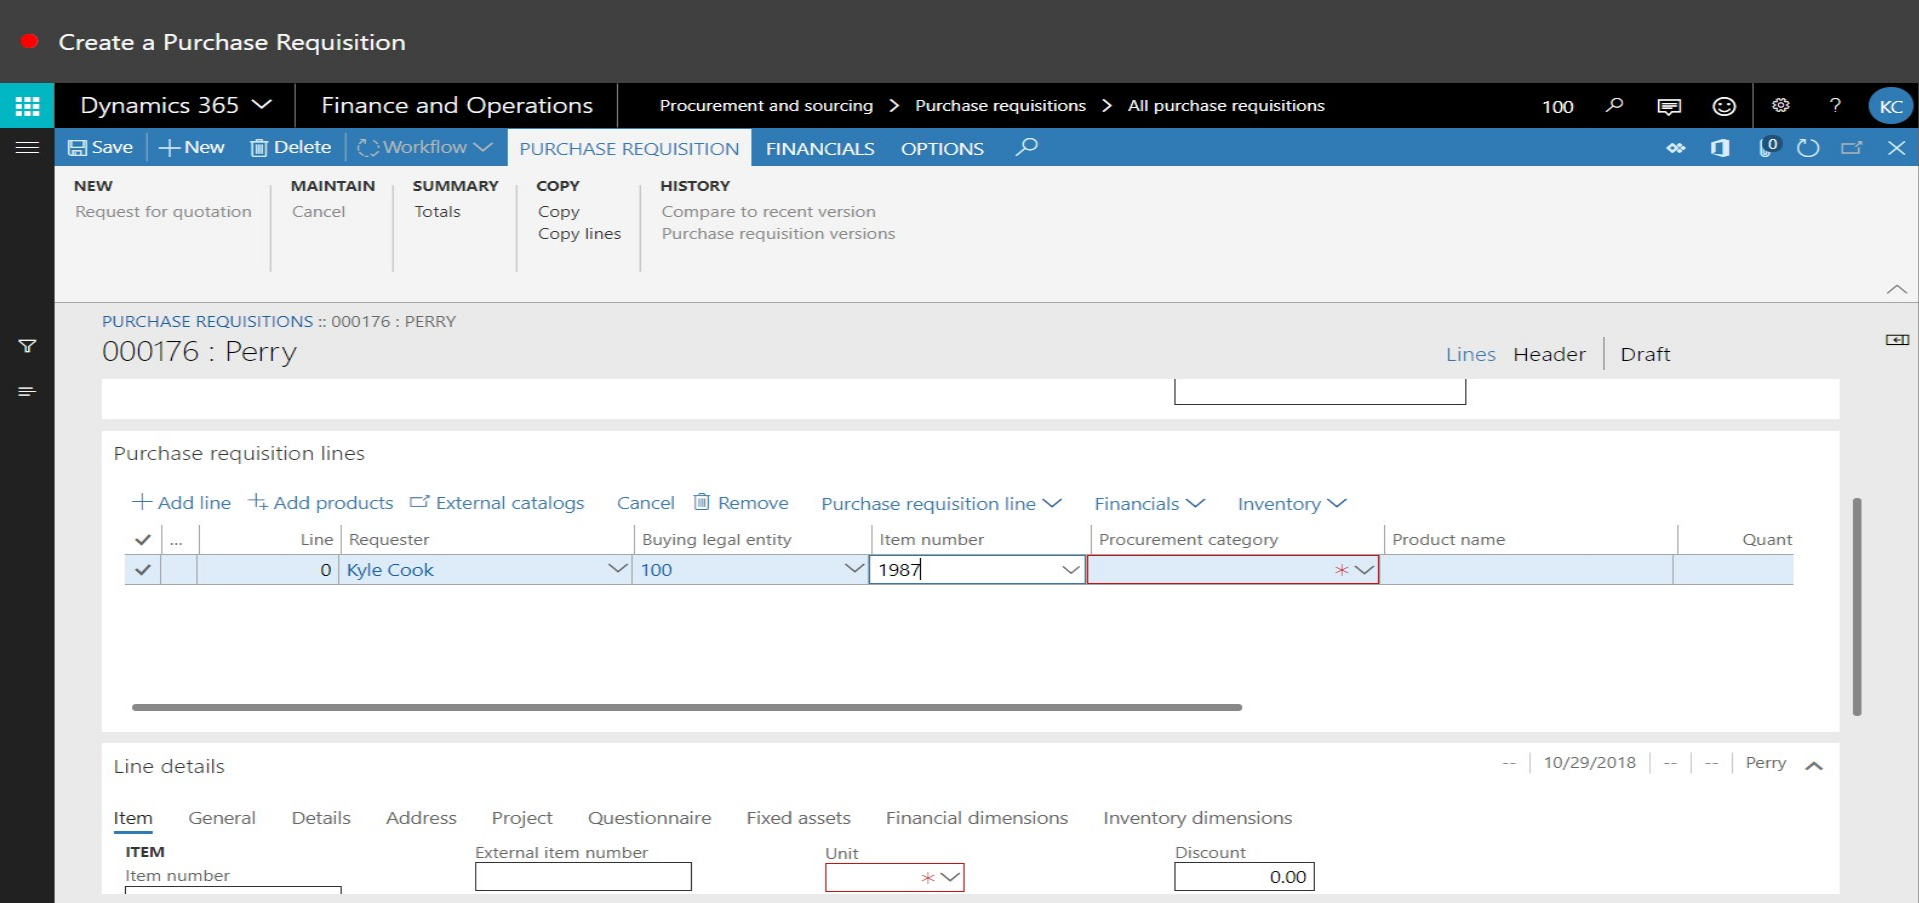 Create a Purchase Requisition
Dynamics 365 Finance and Operations Procurement and sourcing > Purchase requisitions > All purchase requisitions 100 ? KC
Save + New Delete Workflow PURCHASE REQUISITION FINANCIALS OPTIONS 0
NEW MAINTAIN SUMMARY COPY HISTORY
Request for quotation Cancel Totals Copy Compare to recent version
Copy lines Purchase requisition versions
PURCHASE REQUISITIONS :: 000176 : PERRY
000176 : Perry Lines Header Draft
Purchase requisition lines
+ Add line Add products External catalogs Cancel Remove Purchase requisition line Financials Inventory
... Line Requester Buying legal entity Item number Procurement category Product name Quant
0 Kyle Cook 100 1987 *
Line details -- 10/29/2018 -- -- Perry
Item General Details Address Project Questionnaire Fixed assets Financial dimensions Inventory dimensions
ITEM External item number Unit Discount
Item number * 0.00